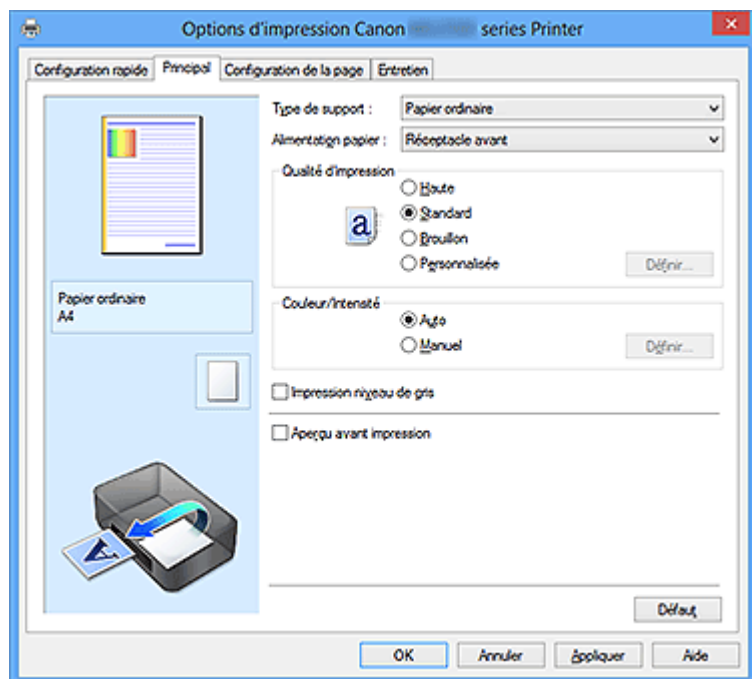 Options d'impression Canon series Printer
Configuration rapide Principal Configuration de la page Entretien
Type de support : Papier ordinaire
Alimentation papier : Réceptacle avant
Qualité d'impression
Haute
a Standard
Brouillon
Personnalisée Définir...
Papier ordinaire
A4
Couleur/Intensité
Auto
Manuel Définir...
Impression niveau de gris
Aperçu avant impression
A
Défaut
OK Annuler Appliquer Aide